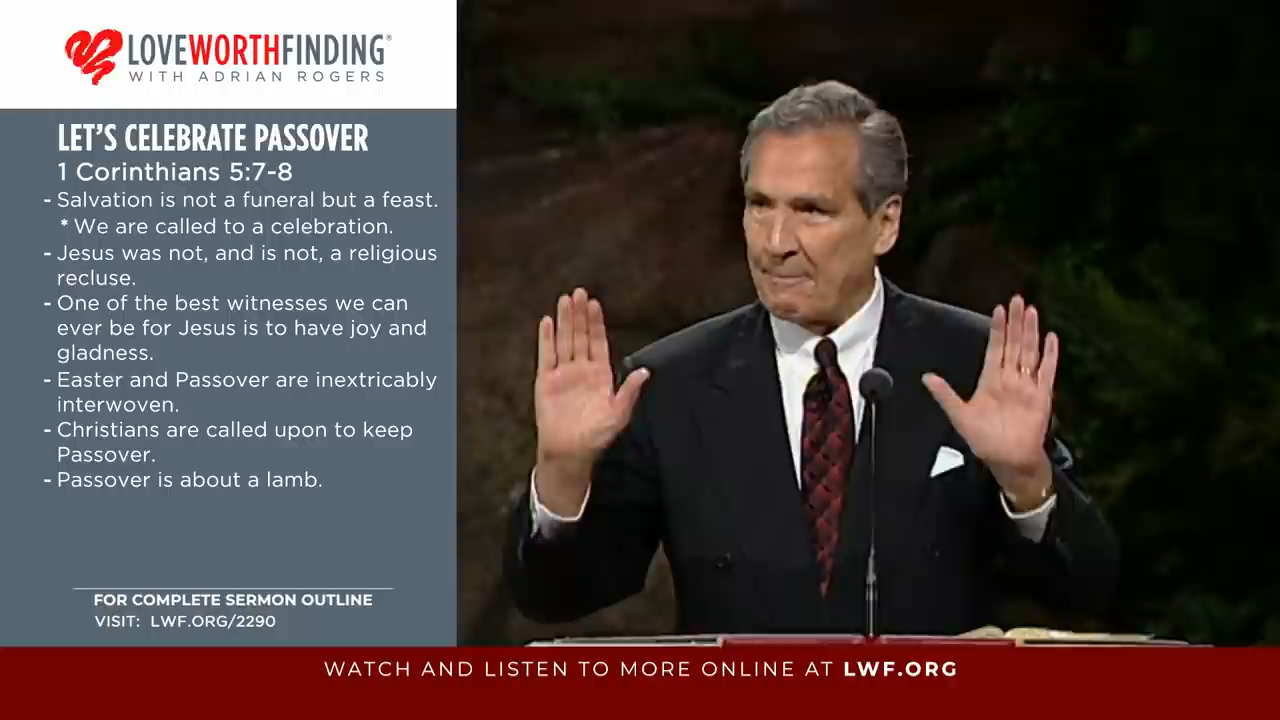 LOVEWORTHFINDING®
WITH ADRIAN ROGERS
LET'S CELEBRATE PASSOVER
1 Corinthians 5:7-8
- Salvation is not a funeral but a feast.
* We are called to a celebration.
- Jesus was not, and is not, a religious
recluse.
- One of the best witnesses we can
ever be for Jesus is to have joy and
gladness.
- Easter and Passover are inextricably
interwoven.
- Christians are called upon to keep
Passover.
- Passover is about a lamb.
FOR COMPLETE SERMON OUTLINE
VISIT: LWF.ORG/2290
WATCH AND LISTEN TO MORE ONLINE AT LWF.ORG